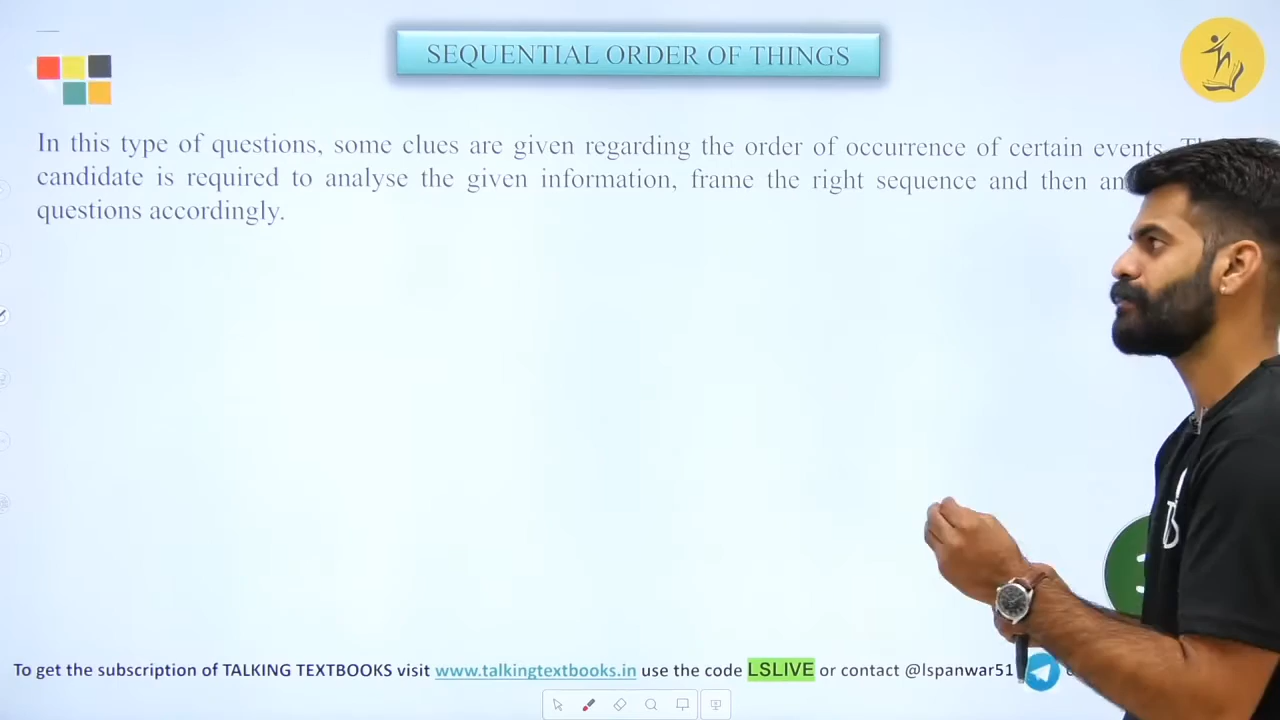 SEQUENTIAL ORDER OF THINGS
In this type of questions, some clues are given regarding the order of occurrence of certain events.
candidate is required to analyse the given information, frame the right sequence and then
questions accordingly.
To get the subscription of TALKING TEXTBOOKS visit www.talkingtextbooks.in use the code LSLIVE or contact @lspanwar51